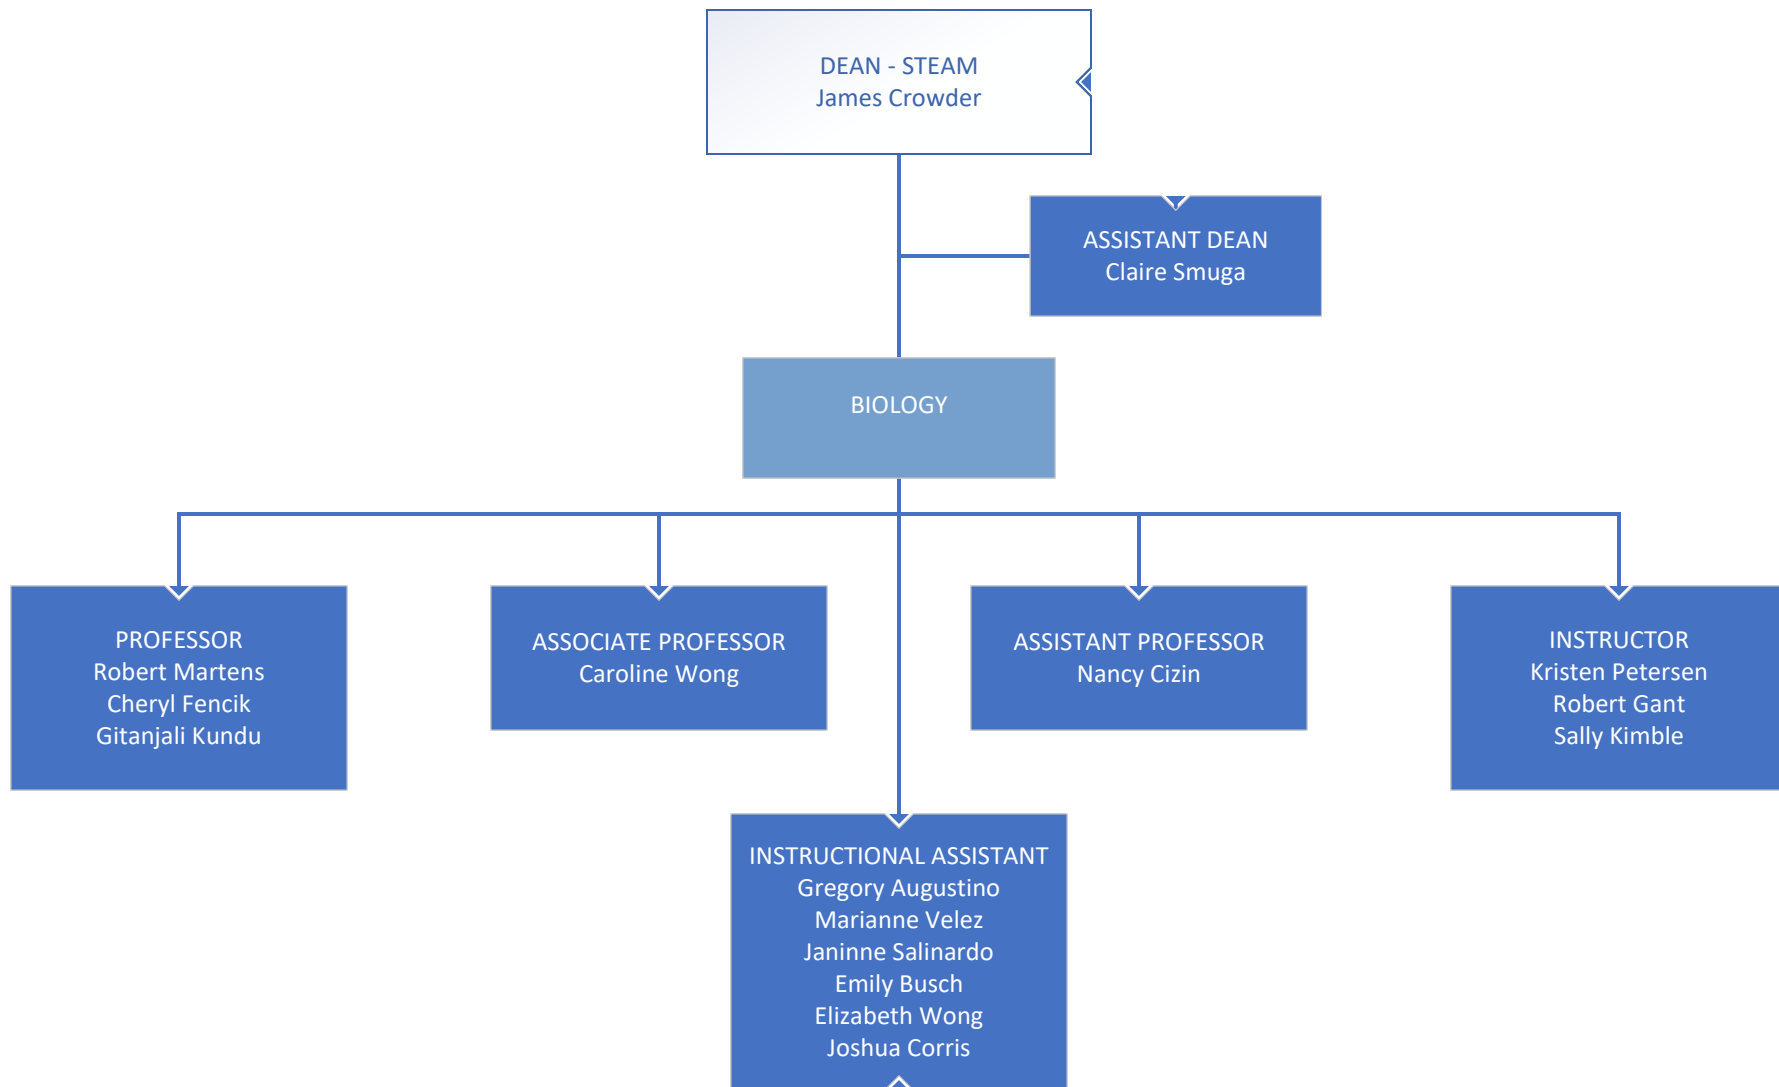 DEAN - STEAM
James Crowder
ASSISTANT DEAN
Claire Smuga
BIOLOGY
PROFESSOR
Robert Martens
Cheryl Fencik
Gitanjali Kundu
ASSOCIATE PROFESSOR
Caroline Wong
ASSISTANT PROFESSOR
Nancy Cizin
INSTRUCTOR
Kristen Petersen
Robert Gant
Sally Kimble
INSTRUCTIONAL ASSISTANT
Gregory Augustino
Marianne Velez
Janinne Salinardo
Emily Busch
Elizabeth Wong
Joshua Corris